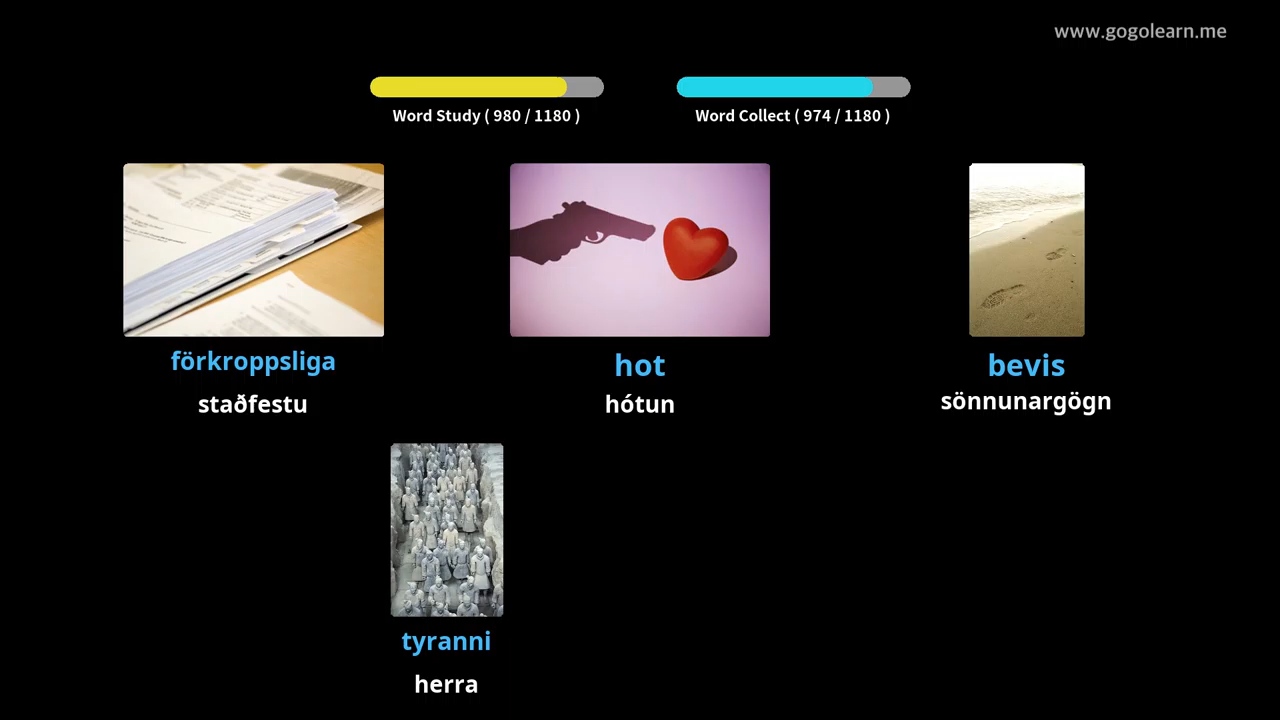 www.gogolearn.me
Word Study ( 980 / 1180 )
Word Collect ( 974 / 1180 )
förkroppsliga
hot
bevis
staðfestu
hótun
sönnunargögn
tyranni
herra